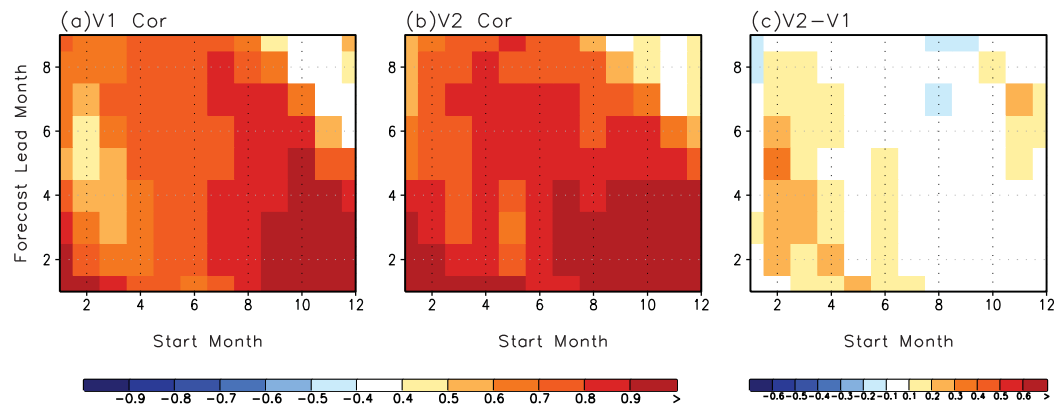 (a)V1 Cor
(b)V2 Cor
(c)V2-V1
Forecast Lead Month
8
6
4
2
2 4 6 8 10 12
Start Month
8
6
4
2
2 4 6 8 10 12
Start Month
8
6
4
2
2 4 6 8 10 12
Start Month
-0.9 -0.8 -0.7 -0.6 -0.5 -0.4 0.4 0.5 0.6 0.7 0.8 0.9 >
-0.6 -0.5 -0.4 -0.3 -0.2 -0.1 0.1 0.2 0.3 0.4 0.5 0.6 >